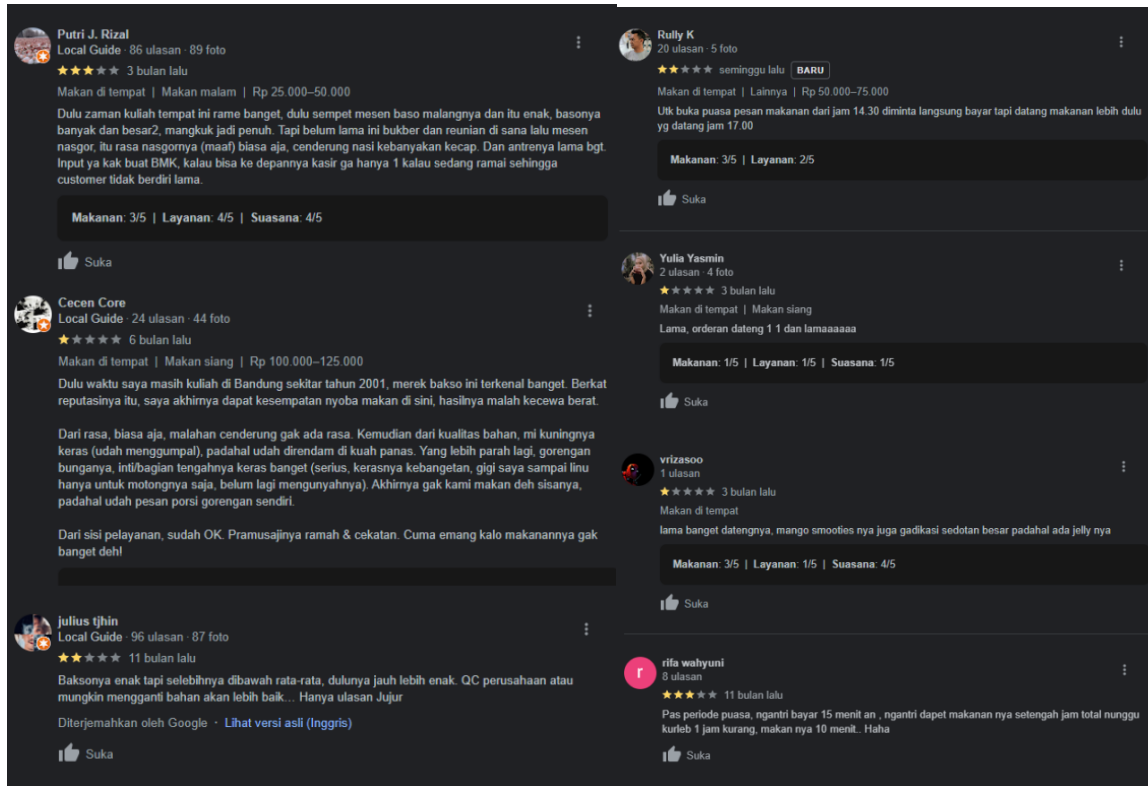 Putri J. Rizal
Local Guide · 86 ulasan · 89 foto
3 bulan lalu
Makan di tempat | Makan malam | Rp 25.000–50.000
Dulu zaman kuliah tempat ini rame banget, dulu sempet mesen baso malangnya dan itu enak, basonya
banyak dan besar2, mangkuk jadi penuh. Tapi belum lama ini bukber dan reunian di sana lalu mesen
nasgor, itu rasa nasgornya (maaf) biasa aja, cenderung nasi kebanyakan kecap. Dan antrenya lama bgt.
Input ya kak buat BMK, kalau bisa ke depannya kasir ga hanya 1 kalau sedang ramai sehingga
customer tidak berdiri lama.
Makanan: 3/5 | Layanan: 4/5 | Suasana: 4/5
Suka
Cecen Core
Local Guide · 24 ulasan · 44 foto
6 bulan lalu
Makan di tempat | Makan siang | Rp 100.000–125.000
Dulu waktu saya masih kuliah di Bandung sekitar tahun 2001, merek bakso ini terkenal banget. Berkat
reputasinya itu, saya akhirnya dapat kesempatan nyoba makan di sini, hasilnya malah kecewa berat.
Dari rasa, biasa aja, malahan cenderung gak ada rasa. Kemudian dari kualitas bahan, mi kuningnya
keras (udah menggumpal), padahal udah direndam di kuah panas. Yang lebih parah lagi, gorengan
bunganya, inti/bagian tengahnya keras banget (serius, kerasnya kebangetan, gigi saya sampai linu
hanya untuk motongnya saja, belum lagi mengunyahnya). Akhirnya gak kami makan deh sisanya,
padahal udah pesan porsi gorengan sendiri.
Dari sisi pelayanan, sudah OK. Pramusajinya ramah & cekatan. Cuma emang kalo makanannya gak
banget deh!
julius tjhin
Local Guide · 96 ulasan · 87 foto
11 bulan lalu
Baksonya enak tapi selebihnya dibawah rata-rata, dulunya jauh lebih enak. QC perusahaan atau
mungkin mengganti bahan akan lebih baik... Hanya ulasan Jujur
Diterjemahkan oleh Google · Lihat versi asli (Inggris)
Suka
Rully K
20 ulasan · 5 foto
seminggu lalu BARU
Makan di tempat | Lainnya | Rp 50.000–75.000
Utk buka puasa pesan makanan dari jam 14.30 diminta langsung bayar tapi datang makanan lebih dulu
yg datang jam 17.00
Makanan: 3/5 | Layanan: 2/5
Suka
Yulia Yasmin
2 ulasan · 4 foto
3 bulan lalu
Makan di tempat | Makan siang
Lama, orderan dateng 1 1 dan lamaaaaaa
Makanan: 1/5 | Layanan: 1/5 | Suasana: 1/5
Suka
vrizasoo
1 ulasan
3 bulan lalu
Makan di tempat
lama banget datengnya, mango smooties nya juga gadikasi sedotan besar padahal ada jelly nya
Makanan: 3/5 | Layanan: 1/5 | Suasana: 4/5
Suka
r
rifa wahyuni
8 ulasan
11 bulan lalu
Pas periode puasa, ngantri bayar 15 menit an , ngantri dapet makanan nya setengah jam total nunggu
kurleb 1 jam kurang, makan nya 10 menit.. Haha
Suka